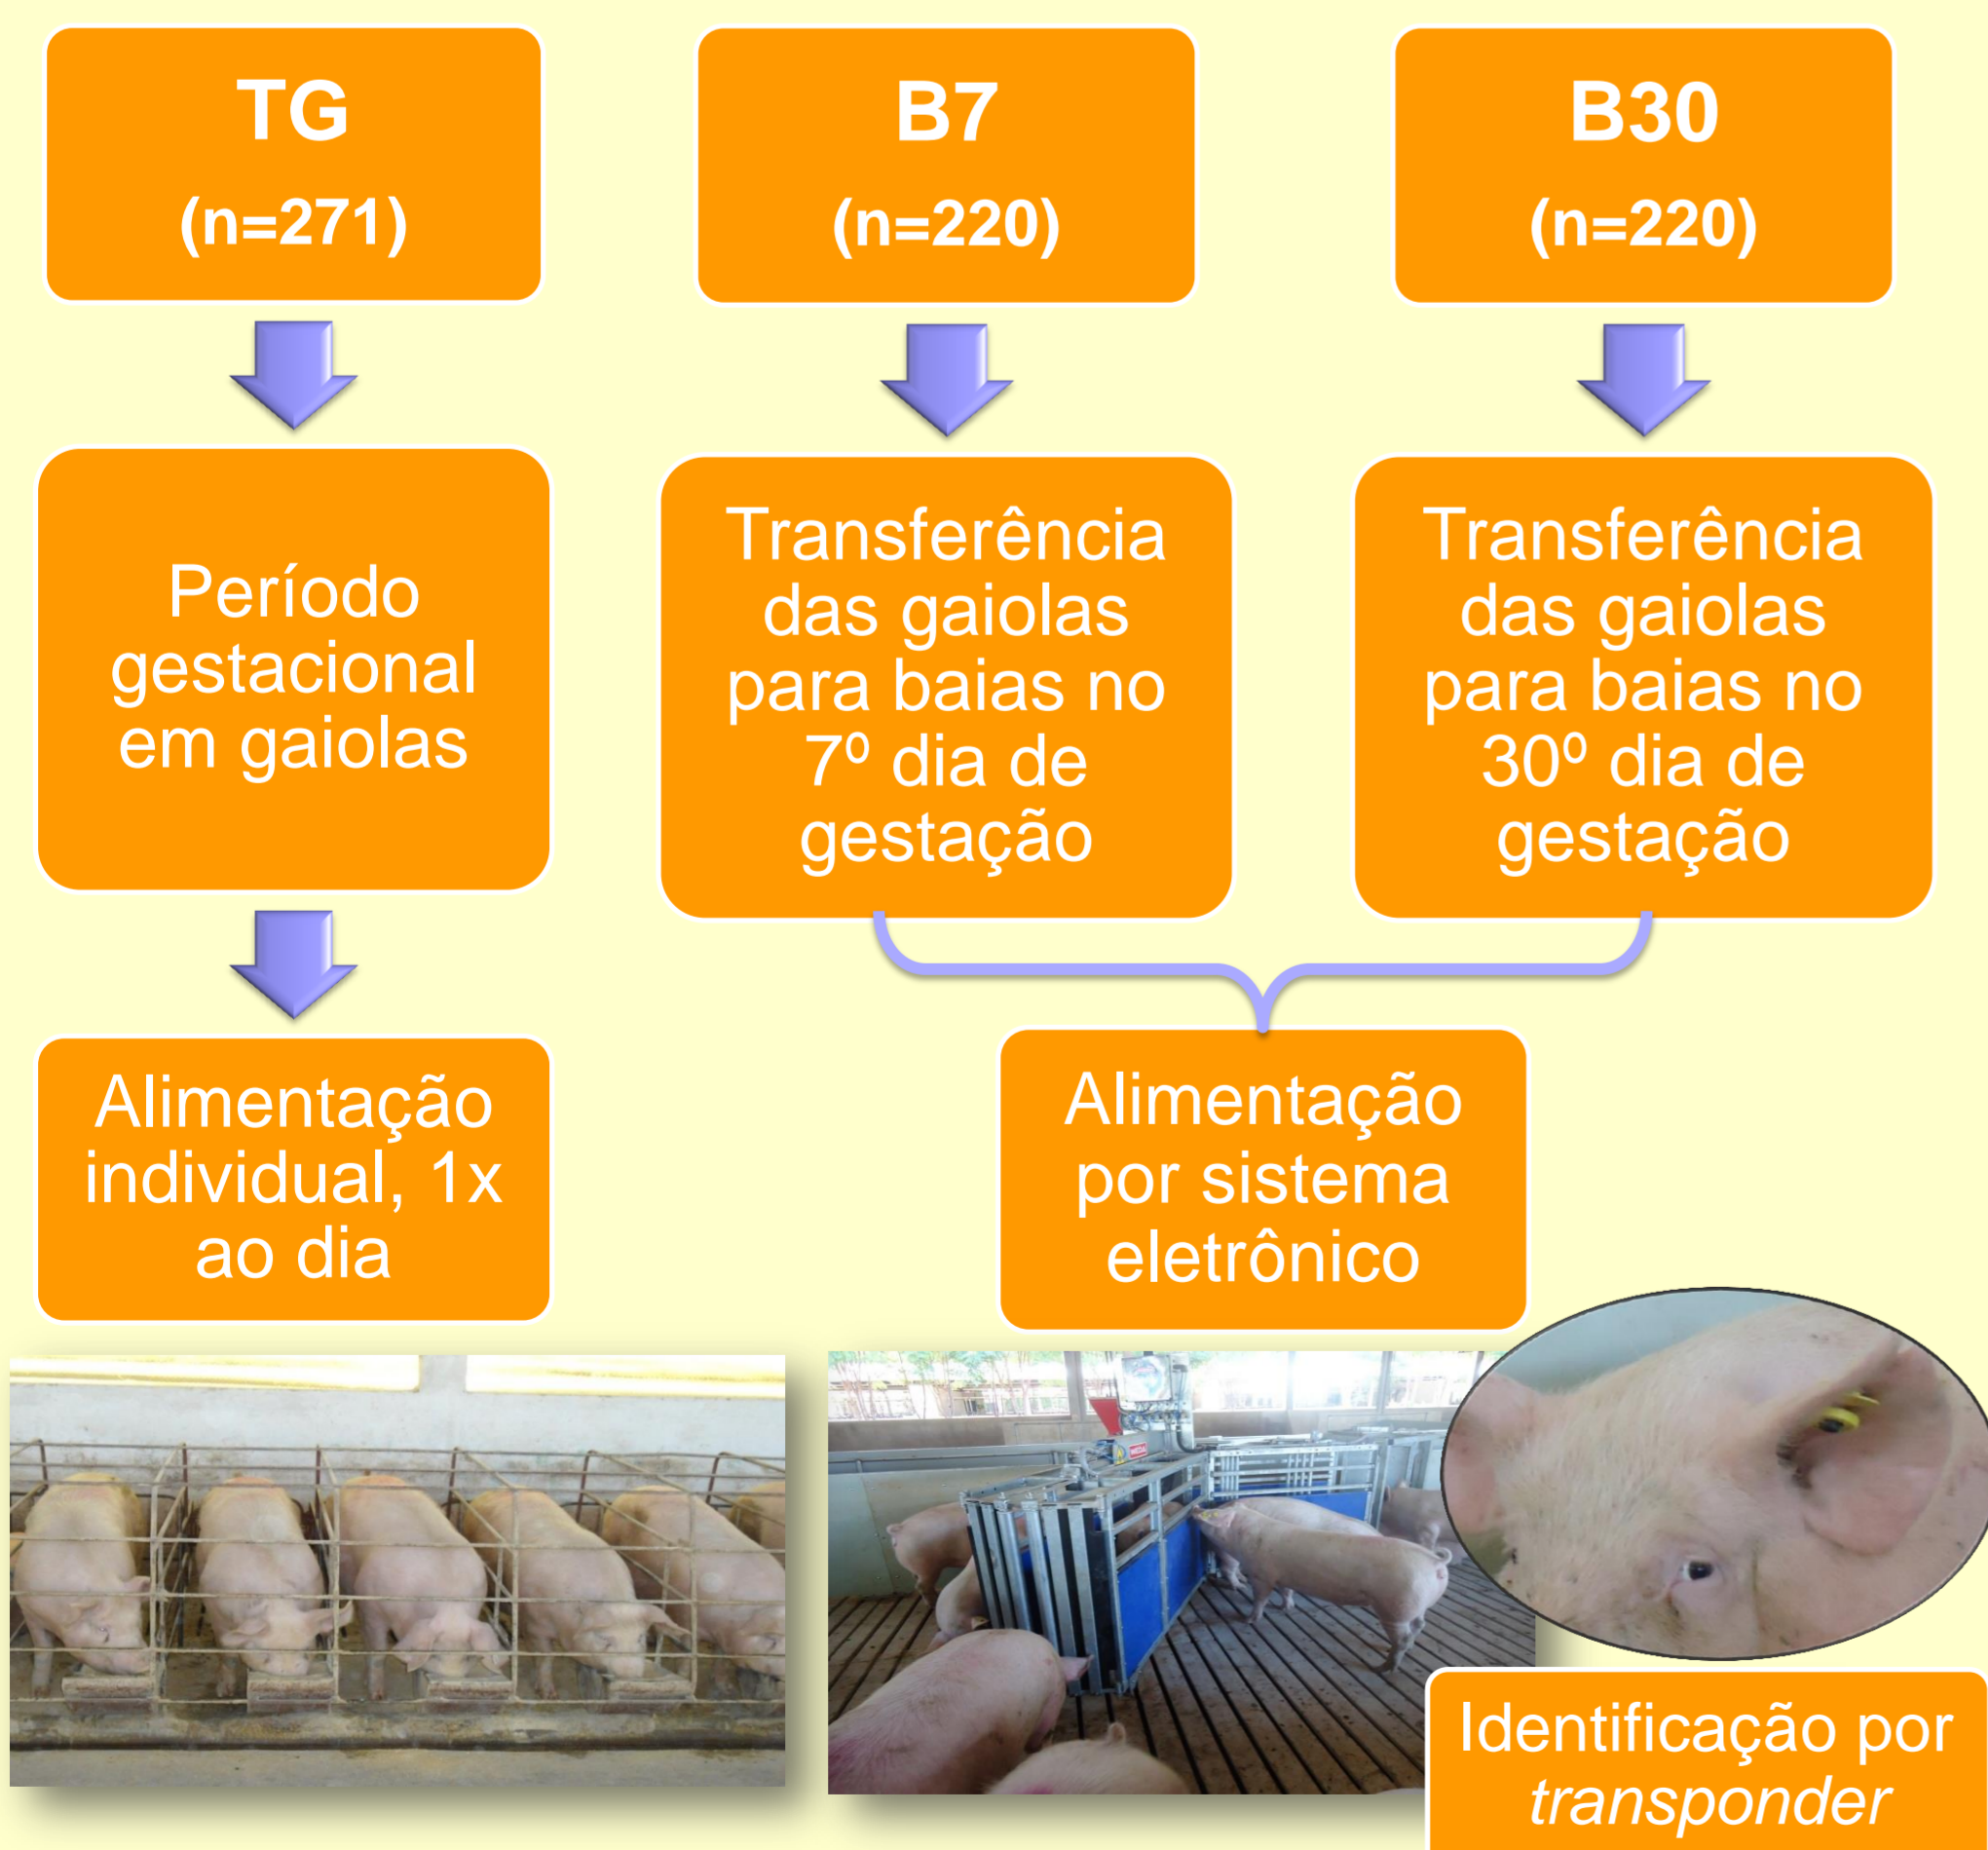 TG
(n=271)
B7
(n=220)
B30
(n=220)
Período
gestacional
em gaiolas
Transferência
das gaiolas
para baias no
7º dia de
gestação
Transferência
das gaiolas
para baias no
30º dia de
gestação
Alimentação
individual, 1x
ao dia
Alimentação
por sistema
eletrônico
Identificação por
transponder